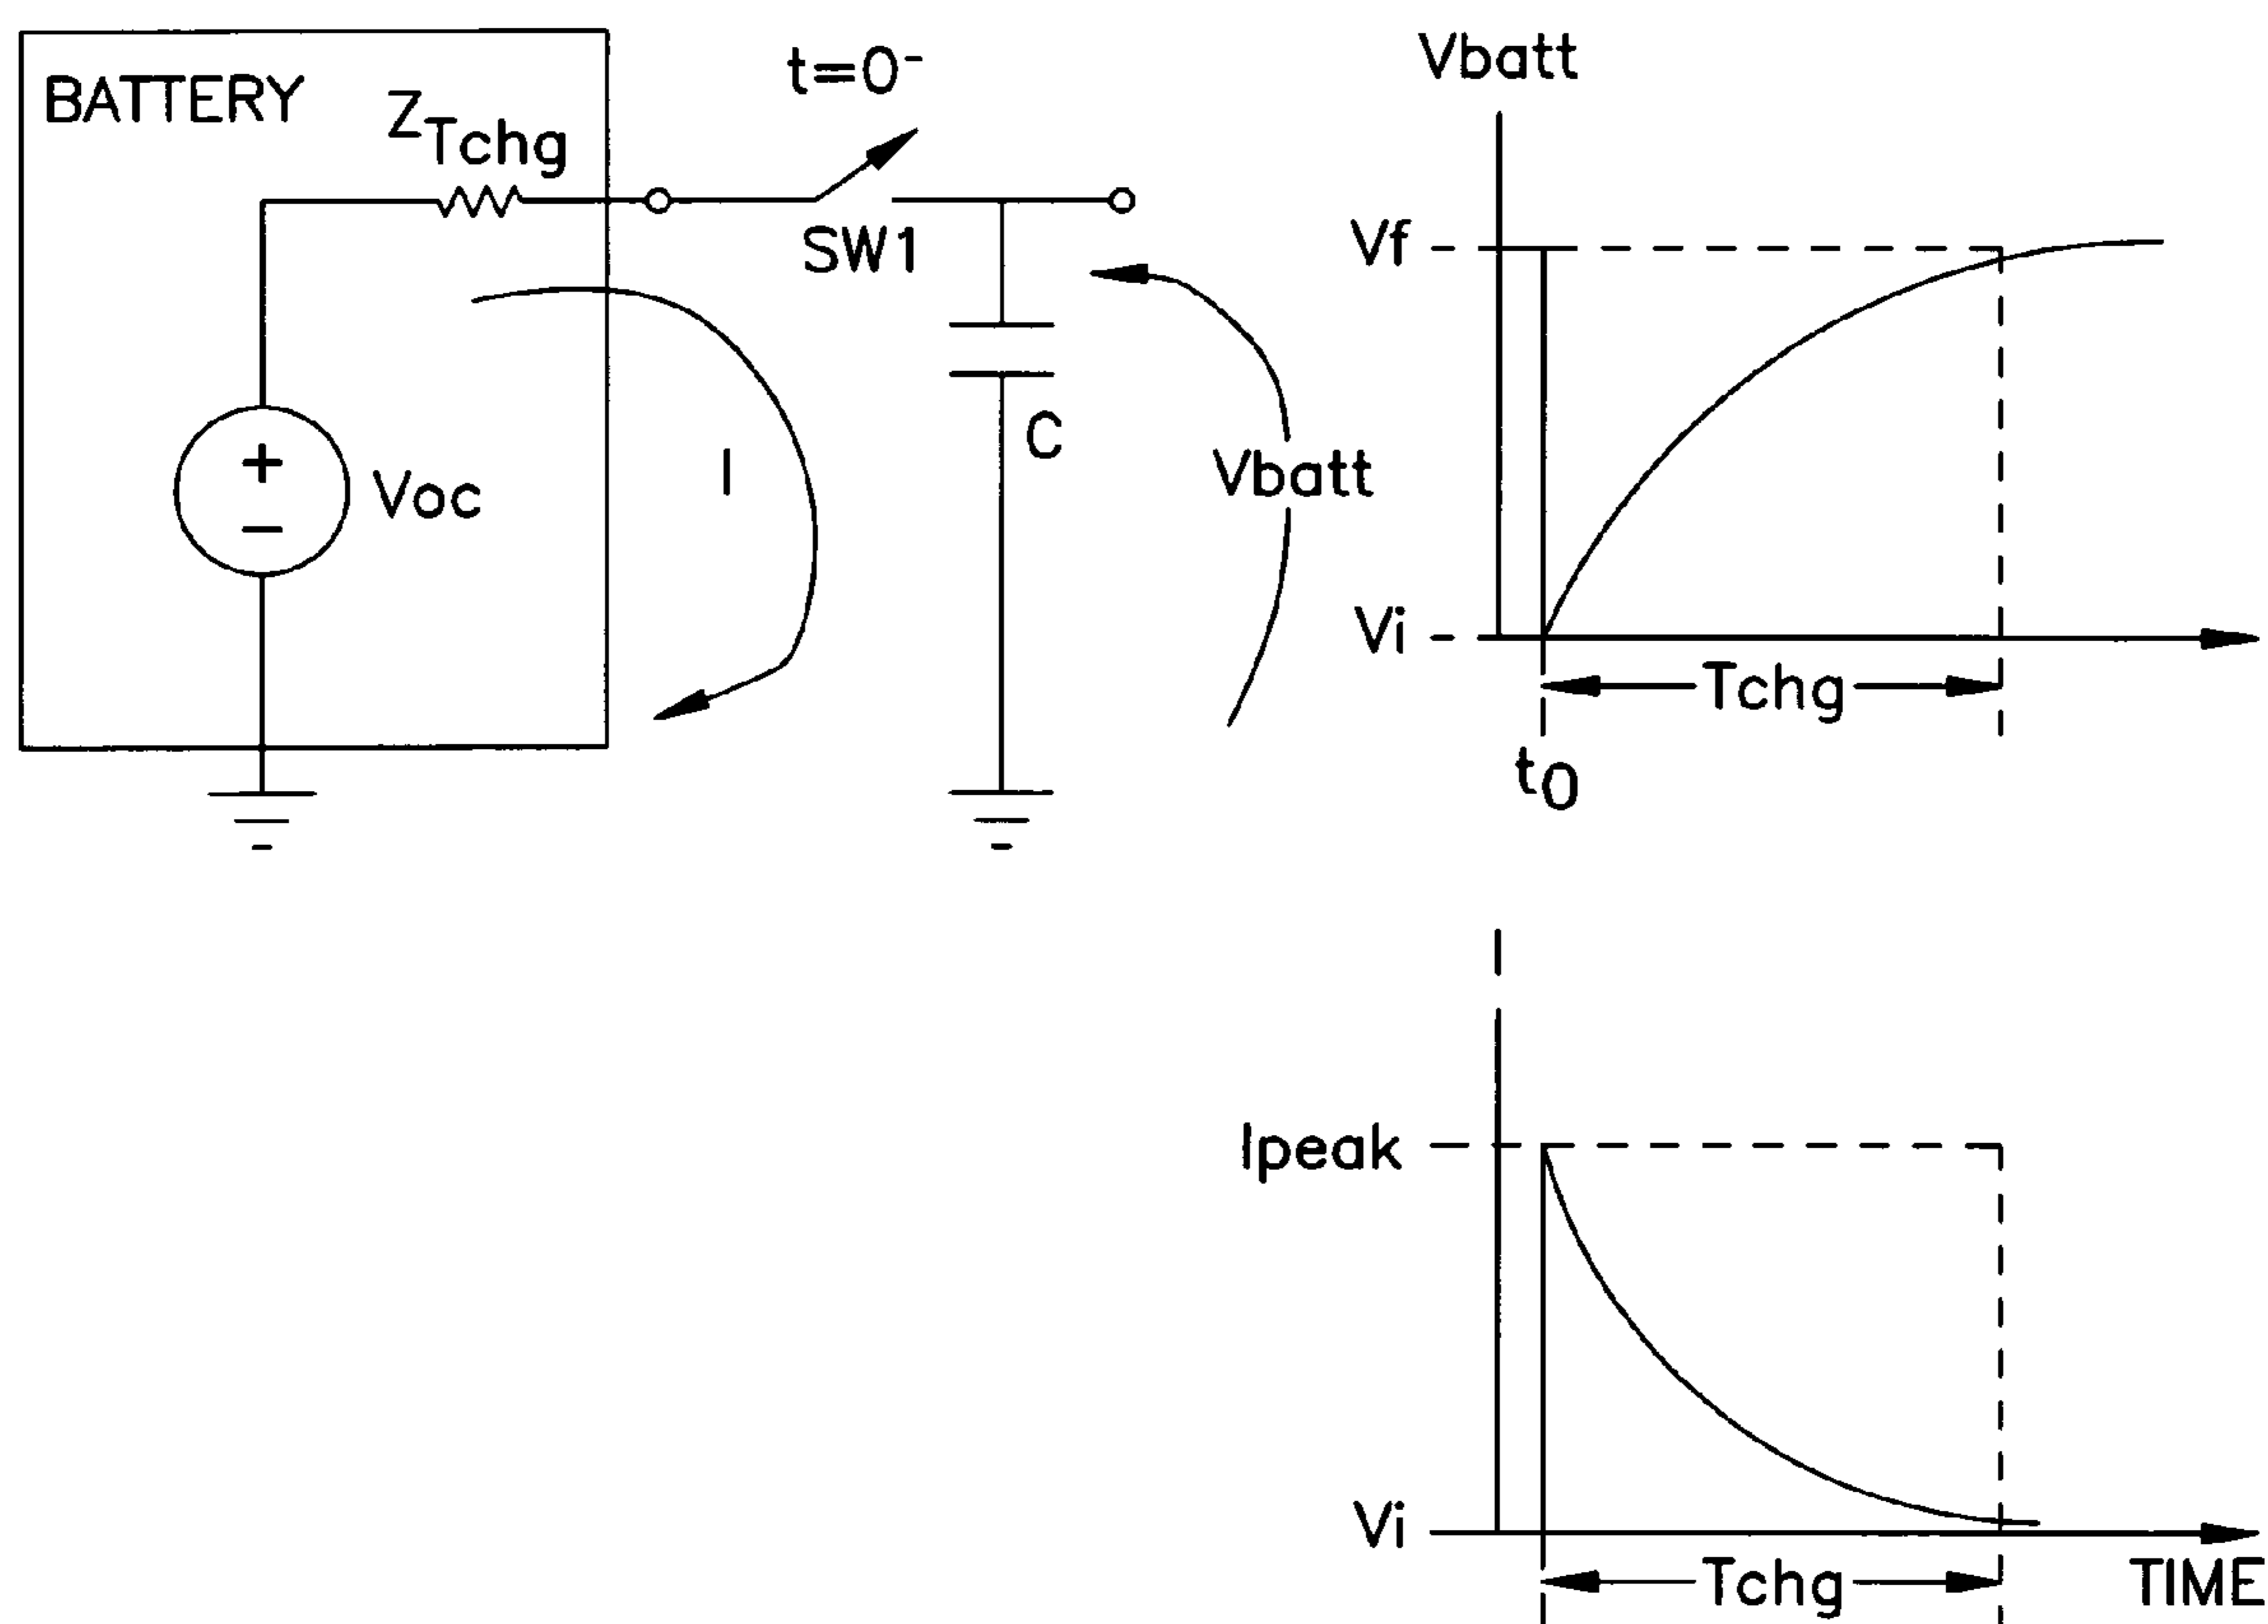 BATTERY
ZTchg
t=0-
SW1
+
−
Voc
I
C
Vbatt
Vbatt
Vf
Vi
Tchg
t0
I
Ipeak
Vi
Tchg
TIME